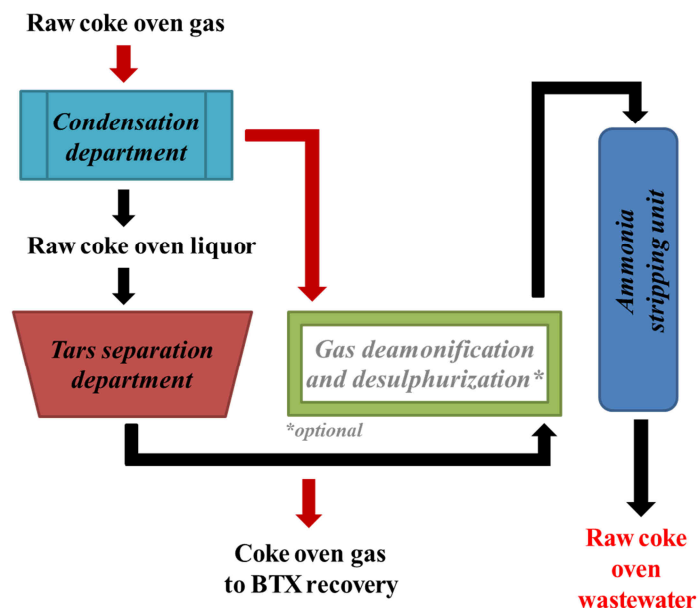 Raw coke oven gas
Condensation
department
Raw coke oven liquor
Tars separation
department
Gas deamonification
and desulphurization*
*optional
Ammonia
stripping unit
Coke oven gas
to BTX recovery
Raw coke
oven
wastewater